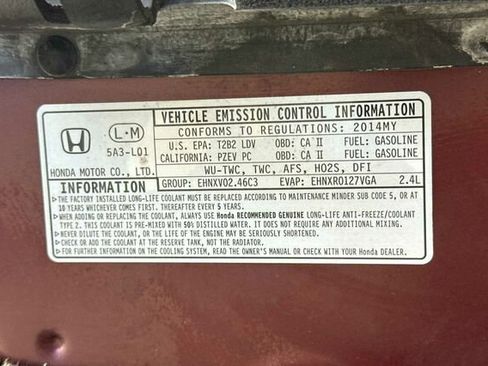 VEHICLE EMISSION CONTROL INFORMATION
L·M
CONFORMS TO REGULATIONS: 2014MY
5A3-L01
U.S. EPA: T2B2 LDV OBD: CA II FUEL: GASOLINE
CALIFORNIA: PZEV PC OBD: CA II FUEL: GASOLINE
HONDA MOTOR CO., LTD.
WU-TWC, TWC, AFS, HO2S, DFI
INFORMATION
GROUP: EHNXV02.46C3 EVAP: EHNXR0127VGA 2.4L
THE FACTORY INSTALLED LONG-LIFE COOLANT MUST BE REPLACED ACCORDING TO MAINTENANCE MINDER SUB CODE 5, OR AT
10 YEARS WHICHEVER COMES FIRST. THEREAFTER EVERY 5 YEARS.
WHEN ADDING OR REPLACING THE COOLANT, ALWAYS USE Honda RECOMMENDED GENUINE LONG-LIFE ANTI-FREEZE/COOLANT
TYPE 2. THIS COOLANT IS PRE-MIXED WITH 50% DISTILLED WATER. IT DOES NOT REQUIRE ANY ADDITIONAL MIXING.
NEVER DILUTE THE COOLANT, OR THE LIFE OF THE ENGINE MAY BE SERIOUSLY SHORTENED.
CHECK AND ADD COOLANT AT THE RESERVE TANK, NOT THE RADIATOR.
FOR FURTHER INFORMATION ON THE COOLING SYSTEM, READ THE OWNER'S MANUAL OR CHECK WITH YOUR Honda DEALER.